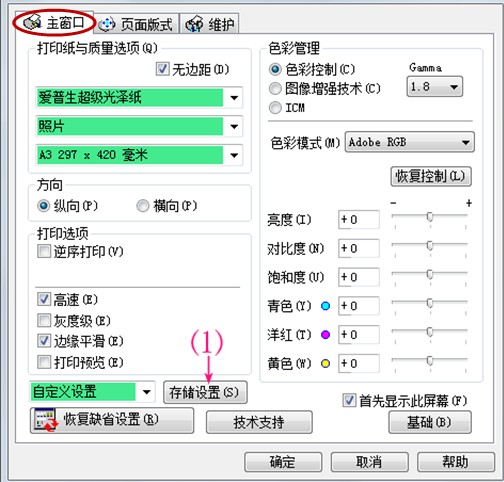 主窗口 页面版式 维护
打印纸与质量选项(Q)
无边距(D)
爱普生超级光泽纸
照片
A3 297 x 420 毫米
方向
纵向(P) 横向(P)
打印选项
逆序打印(V)
高速(E)
灰度级(E)
边缘平滑(E)
打印预览(E)
(1)
自定义设置 存储设置(S)
恢复缺省设置(R) 技术支持
色彩管理
色彩控制(C)
图像增强技术(C)
ICM
Gamma
1.8
色彩模式(M) Adobe RGB
恢复控制(L)
- +
亮度(I) +0
对比度(N) +0
饱和度(U) +0
青色(Y) +0
洋红(T) +0
黄色(W) +0
首先显示此屏幕(F)
基础(B)
确定 取消 帮助